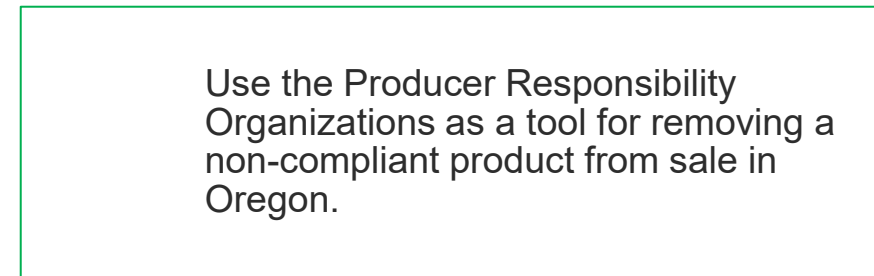 Use the Producer Responsibility
Organizations as a tool for removing a
non-compliant product from sale in
Oregon.